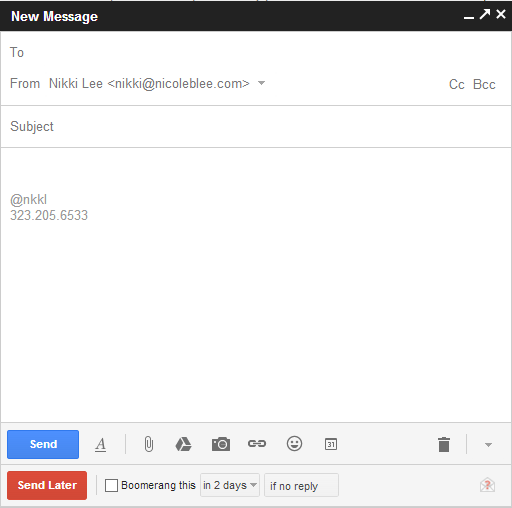 New Message
To
From Nikki Lee <nikki@nicoleblee.com> Cc Bcc
Subject
@nkkl
323.205.6533
Send A 31
Send Later Boomerang this in 2 days if no reply